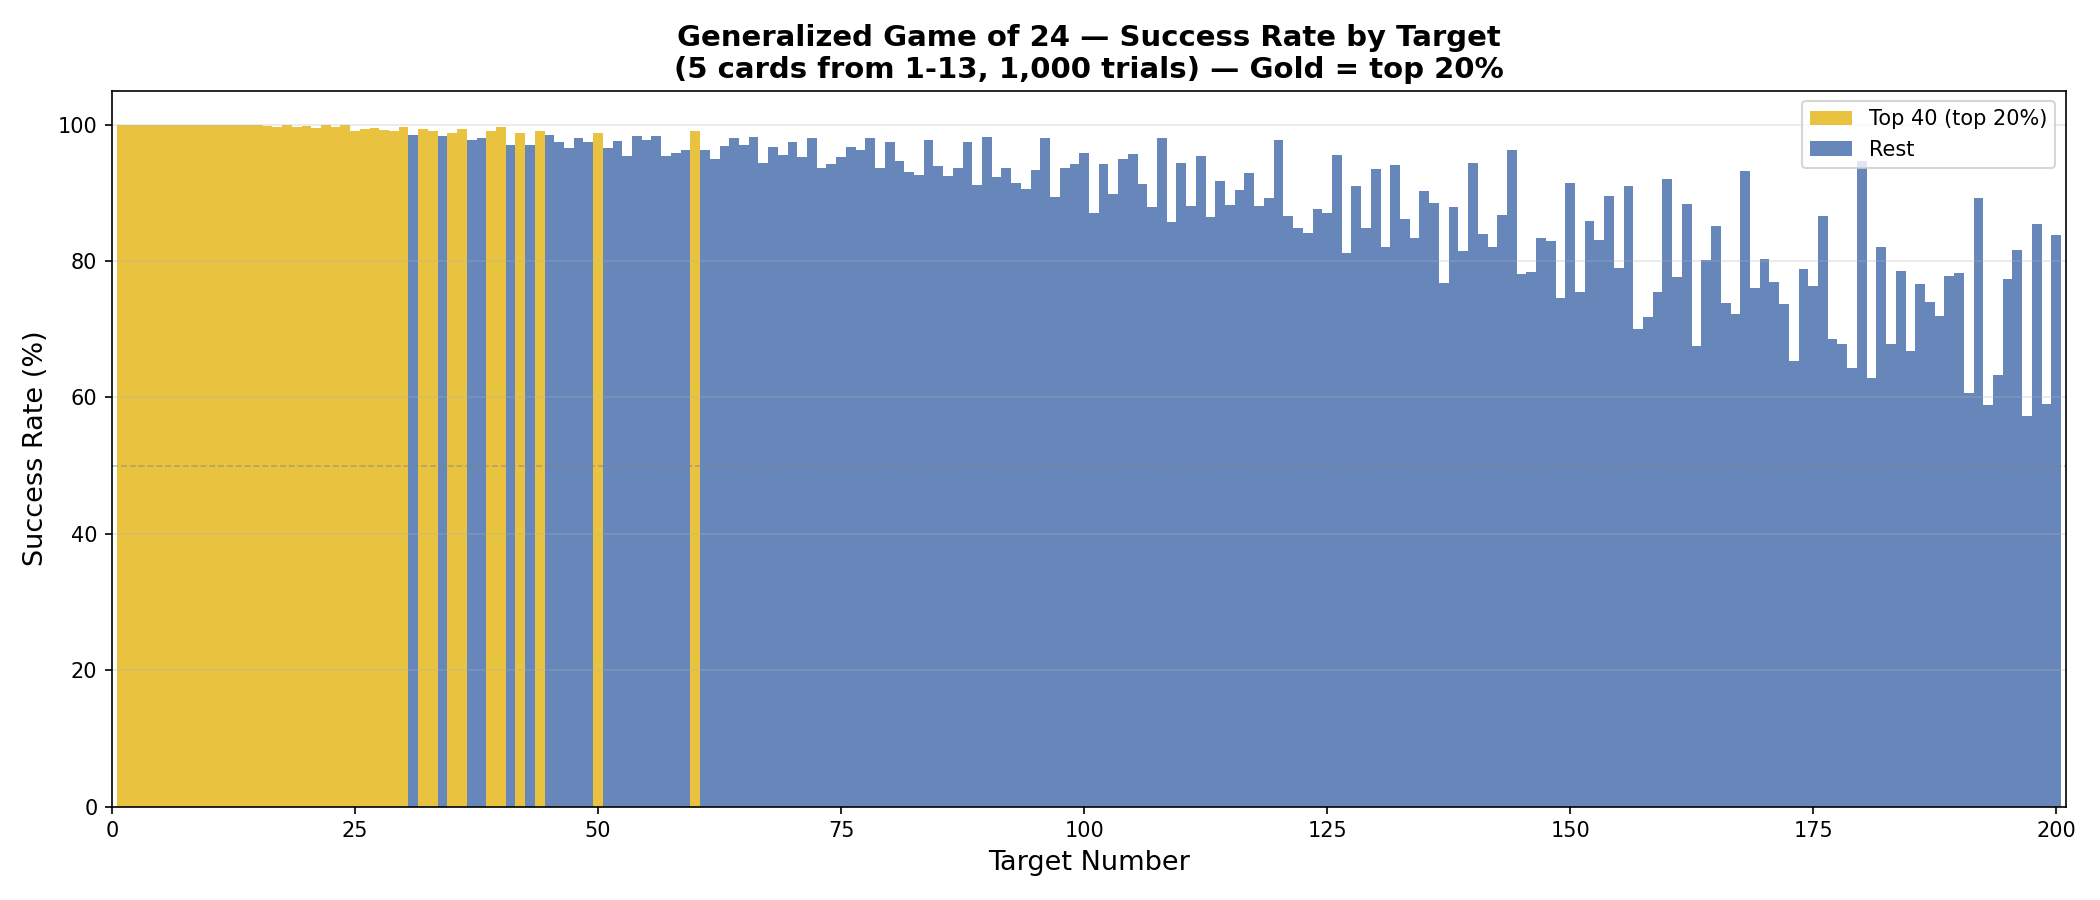 Generalized Game of 24 — Success Rate by Target
(5 cards from 1-13, 1,000 trials) — Gold = top 20%
Top 40 (top 20%)
Rest
Success Rate (%)
100
80
60
40
20
0
0 25 50 75 100 125 150 175 200
Target Number